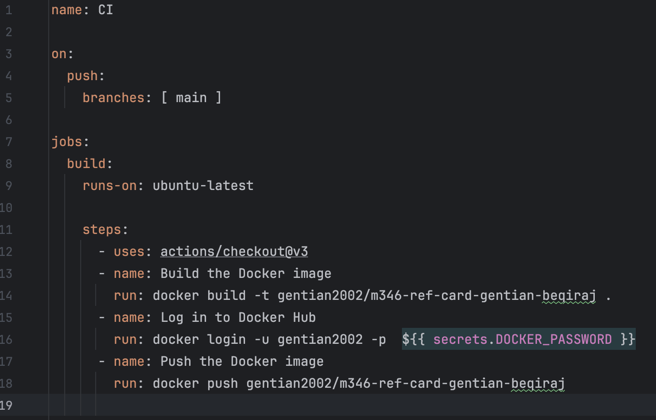 1 name: CI
2
3 on:
4 push:
5 branches: [ main ]
6
7 jobs:
8 build:
9 runs-on: ubuntu-latest
10
11 steps:
12 - uses: actions/checkout@v3
13 - name: Build the Docker image
14 run: docker build -t gentian2002/m346-ref-card-gentian-beqiraj .
15 - name: Log in to Docker Hub
16 run: docker login -u gentian2002 -p  ${{ secrets.DOCKER_PASSWORD }}
17 - name: Push the Docker image
18 run: docker push gentian2002/m346-ref-card-gentian-beqiraj
19